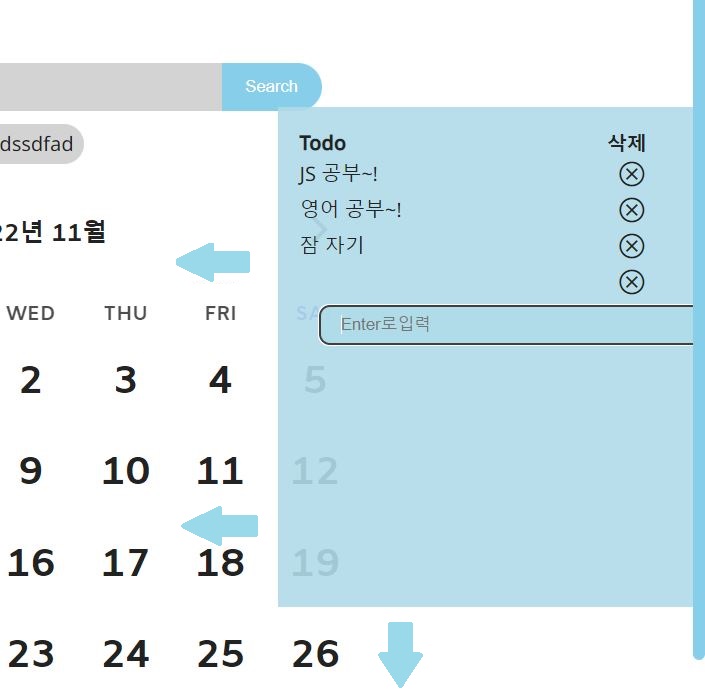 Search
dssdfad
Todo 삭제
JS 공부~!
영어 공부~!
잠 자기
22년 11월
WED THU FRI SA
Enter로입력
2 3 4 5
9 10 11 12
16 17 18 19
23 24 25 26